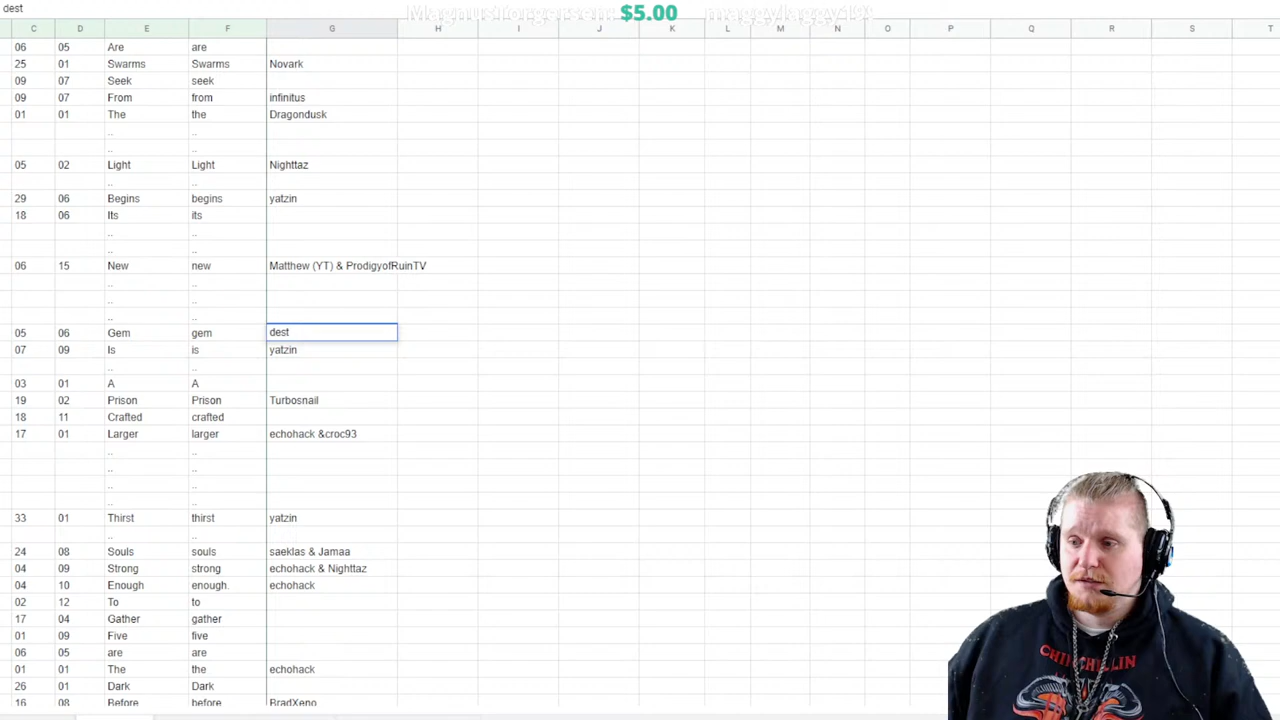 dest
MagnusTorgersen: $5.00 maggylaggy193
C D E F G H I J K L M N O P Q R S T
06 05 Are are
25 01 Swarms Swarms Novark
09 07 Seek seek
09 07 From from infinitus
01 01 The the Dragondusk
.. ..
.. ..
05 02 Light Light Nighttaz
.. ..
29 06 Begins begins yatzin
18 06 Its its
.. ..
.. ..
06 15 New new Matthew (YT) & ProdigyofRuinTV
.. ..
.. ..
.. ..
05 06 Gem gem dest
07 09 Is is yatzin
.. ..
03 01 A A
19 02 Prison Prison Turbosnail
18 11 Crafted crafted
17 01 Larger larger echohack &croc93
.. ..
.. ..
.. ..
.. ..
33 01 Thirst thirst yatzin
.. ..
24 08 Souls souls saeklas & Jamaa
04 09 Strong strong echohack & Nighttaz
04 10 Enough enough. echohack
02 12 To to
17 04 Gather gather
01 09 Five five
06 05 are are
01 01 The the echohack
26 01 Dark Dark
16 08 Before before BradXeno